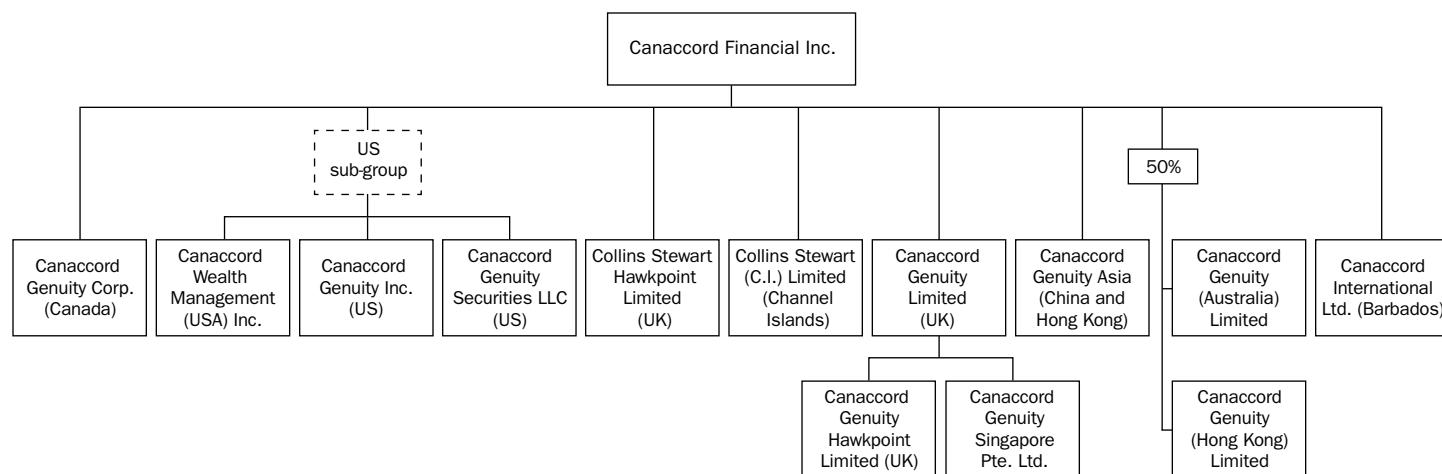 Canaccord Financial Inc.
US
sub-group
50%
Canaccord
Genuity Corp.
(Canada)
Canaccord
Wealth
Management
(USA) Inc.
Canaccord
Genuity Inc.
(US)
Canaccord
Genuity
Securities LLC
(US)
Collins Stewart
Hawkpoint
Limited
(UK)
Collins Stewart
(C.I.) Limited
(Channel
Islands)
Canaccord
Genuity
Limited
(UK)
Canaccord
Genuity Asia
(China and
Hong Kong)
Canaccord
Genuity
(Australia)
Limited
Canaccord
International
Ltd. (Barbados)
Canaccord
Genuity
Hawkpoint
Limited (UK)
Canaccord
Genuity
Singapore
Pte. Ltd.
Canaccord
Genuity
(Hong Kong)
Limited